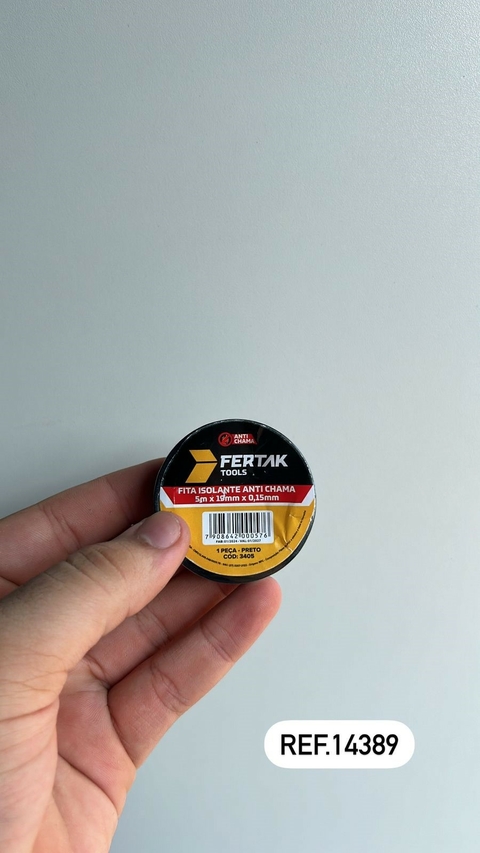 ANTI
CHAMA
FERTAK
TOOLS
FITA ISOLANTE ANTI CHAMA
5m x 19mm x 0,15mm
7 908642 000576
1 PEÇA - PRETO
CÓD: 3405
REF.14389